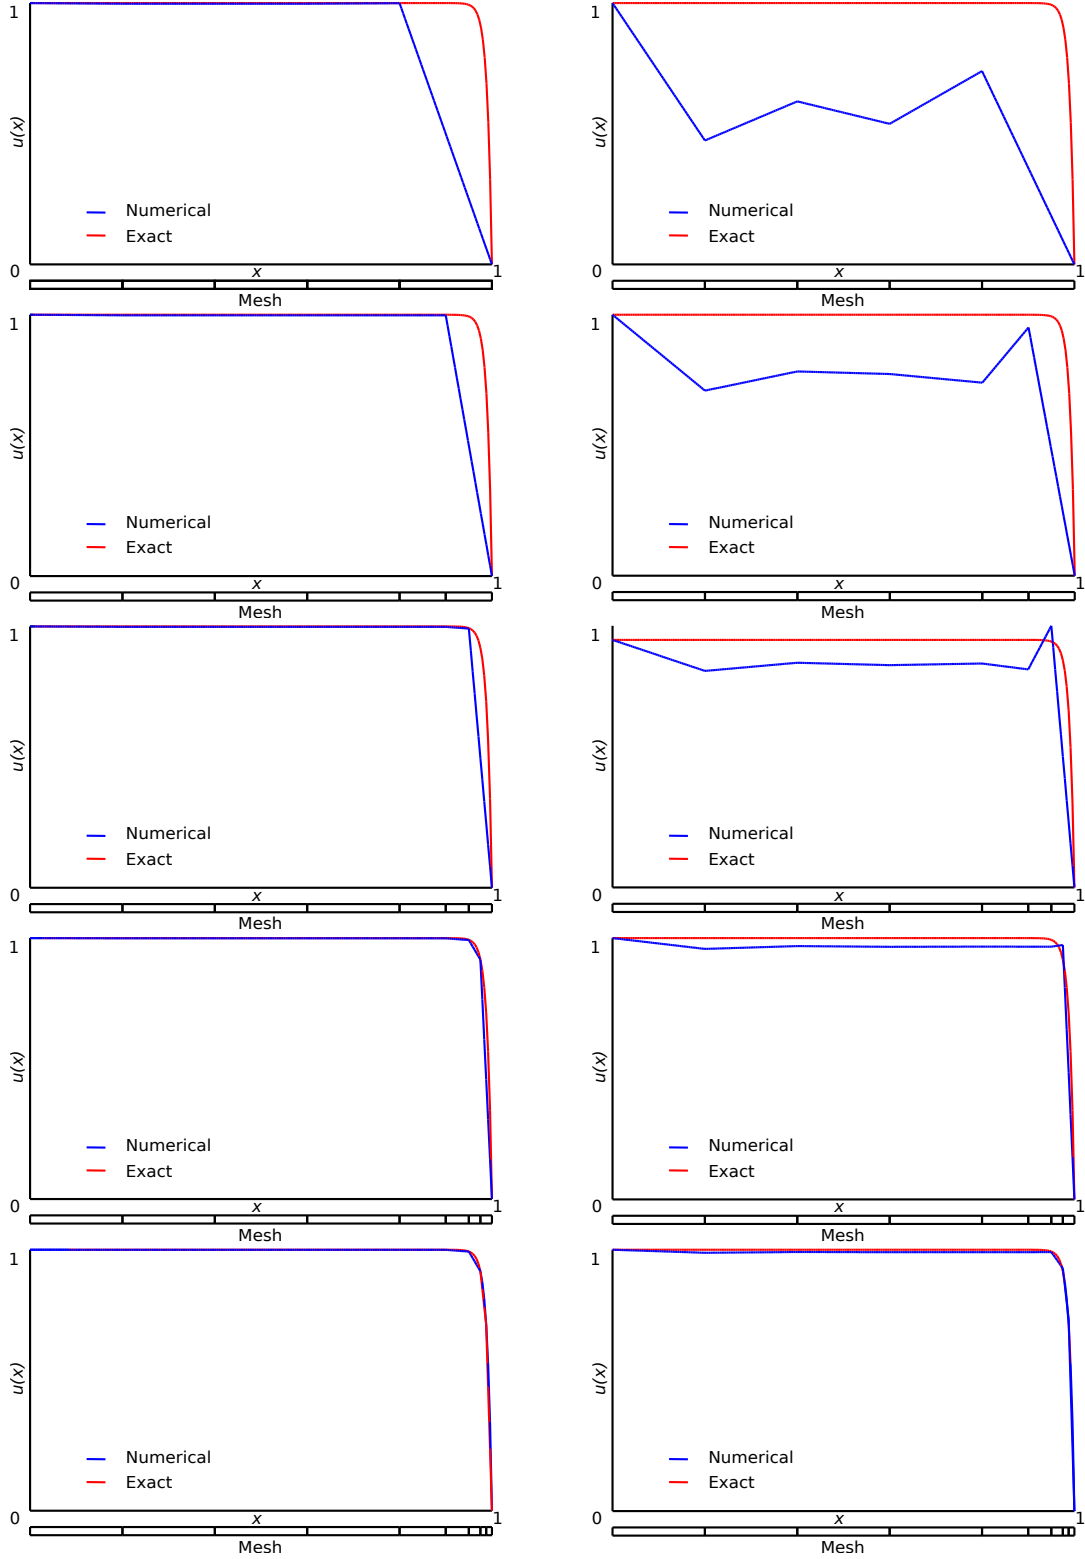 1
u(x)
Numerical
Exact
0
x
1
Mesh
1
u(x)
Numerical
Exact
0
x
1
Mesh
1
u(x)
Numerical
Exact
0
x
1
Mesh
1
u(x)
Numerical
Exact
0
x
1
Mesh
1
u(x)
Numerical
Exact
0
x
1
Mesh
1
u(x)
Numerical
Exact
0
x
1
Mesh
1
u(x)
Numerical
Exact
0
x
1
Mesh
1
u(x)
Numerical
Exact
0
x
1
Mesh
1
u(x)
Numerical
Exact
0
x
1
Mesh
1
u(x)
Numerical
Exact
0
x
1
Mesh